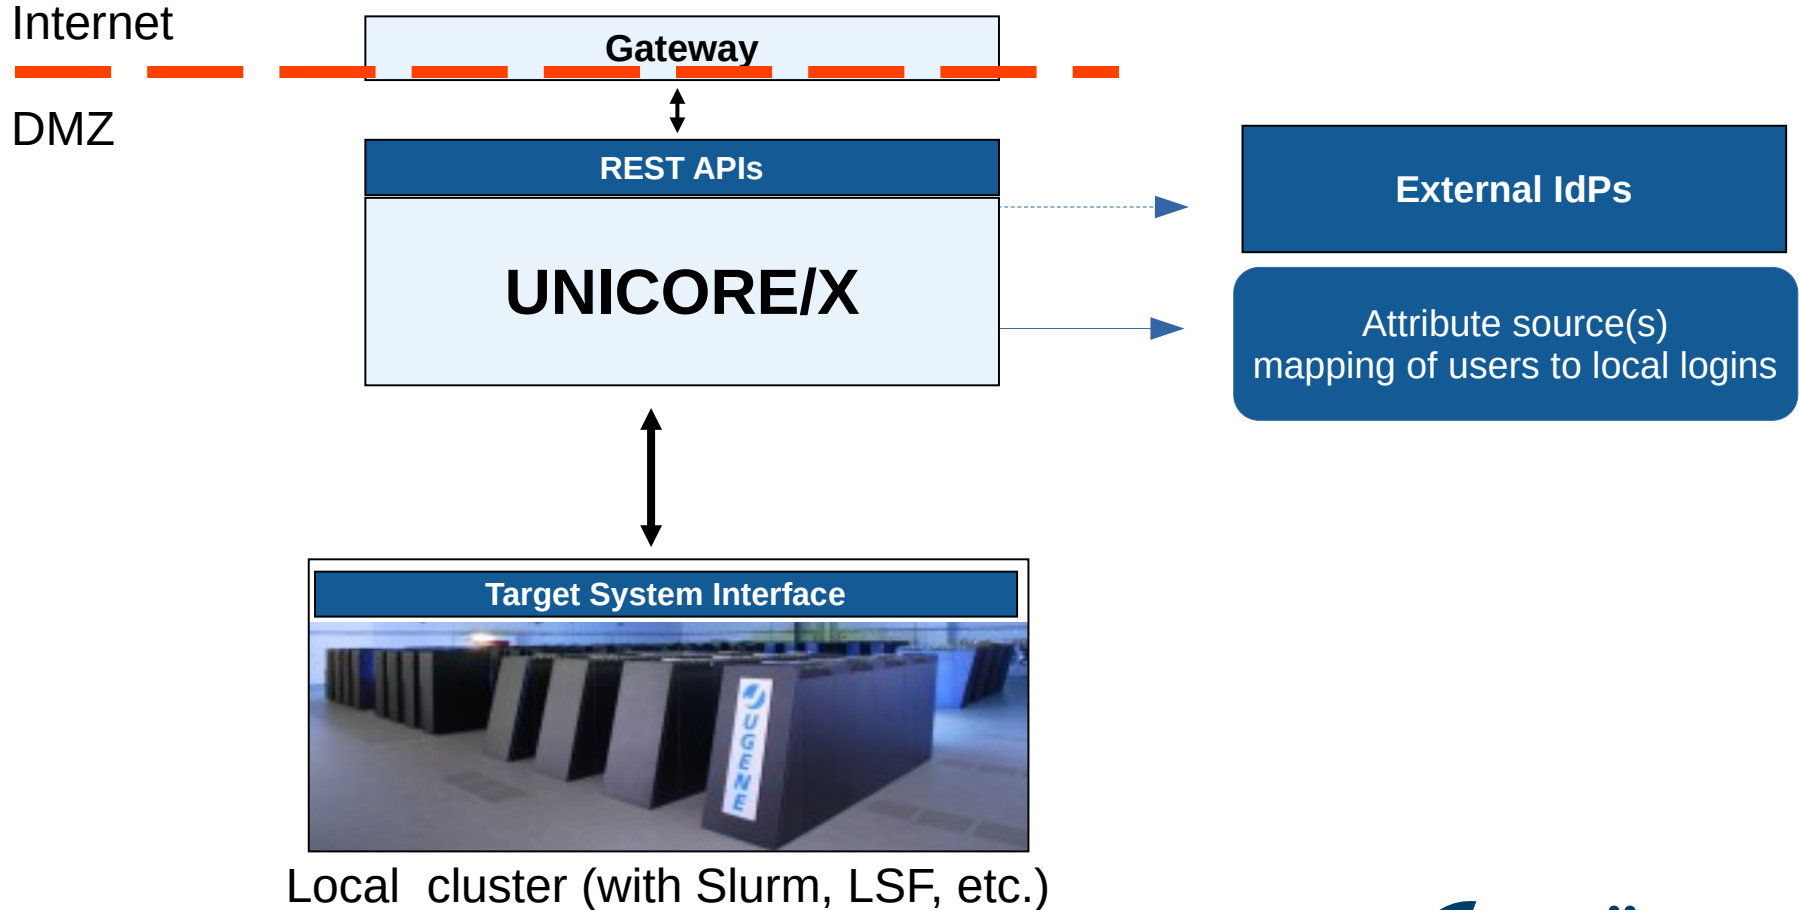 Internet
Gateway
DMZ
REST APIs
External IdPs
UNICORE/X
Attribute source(s)
mapping of users to local logins
Target System Interface
JUGENE
Local cluster (with Slurm, LSF, etc.)